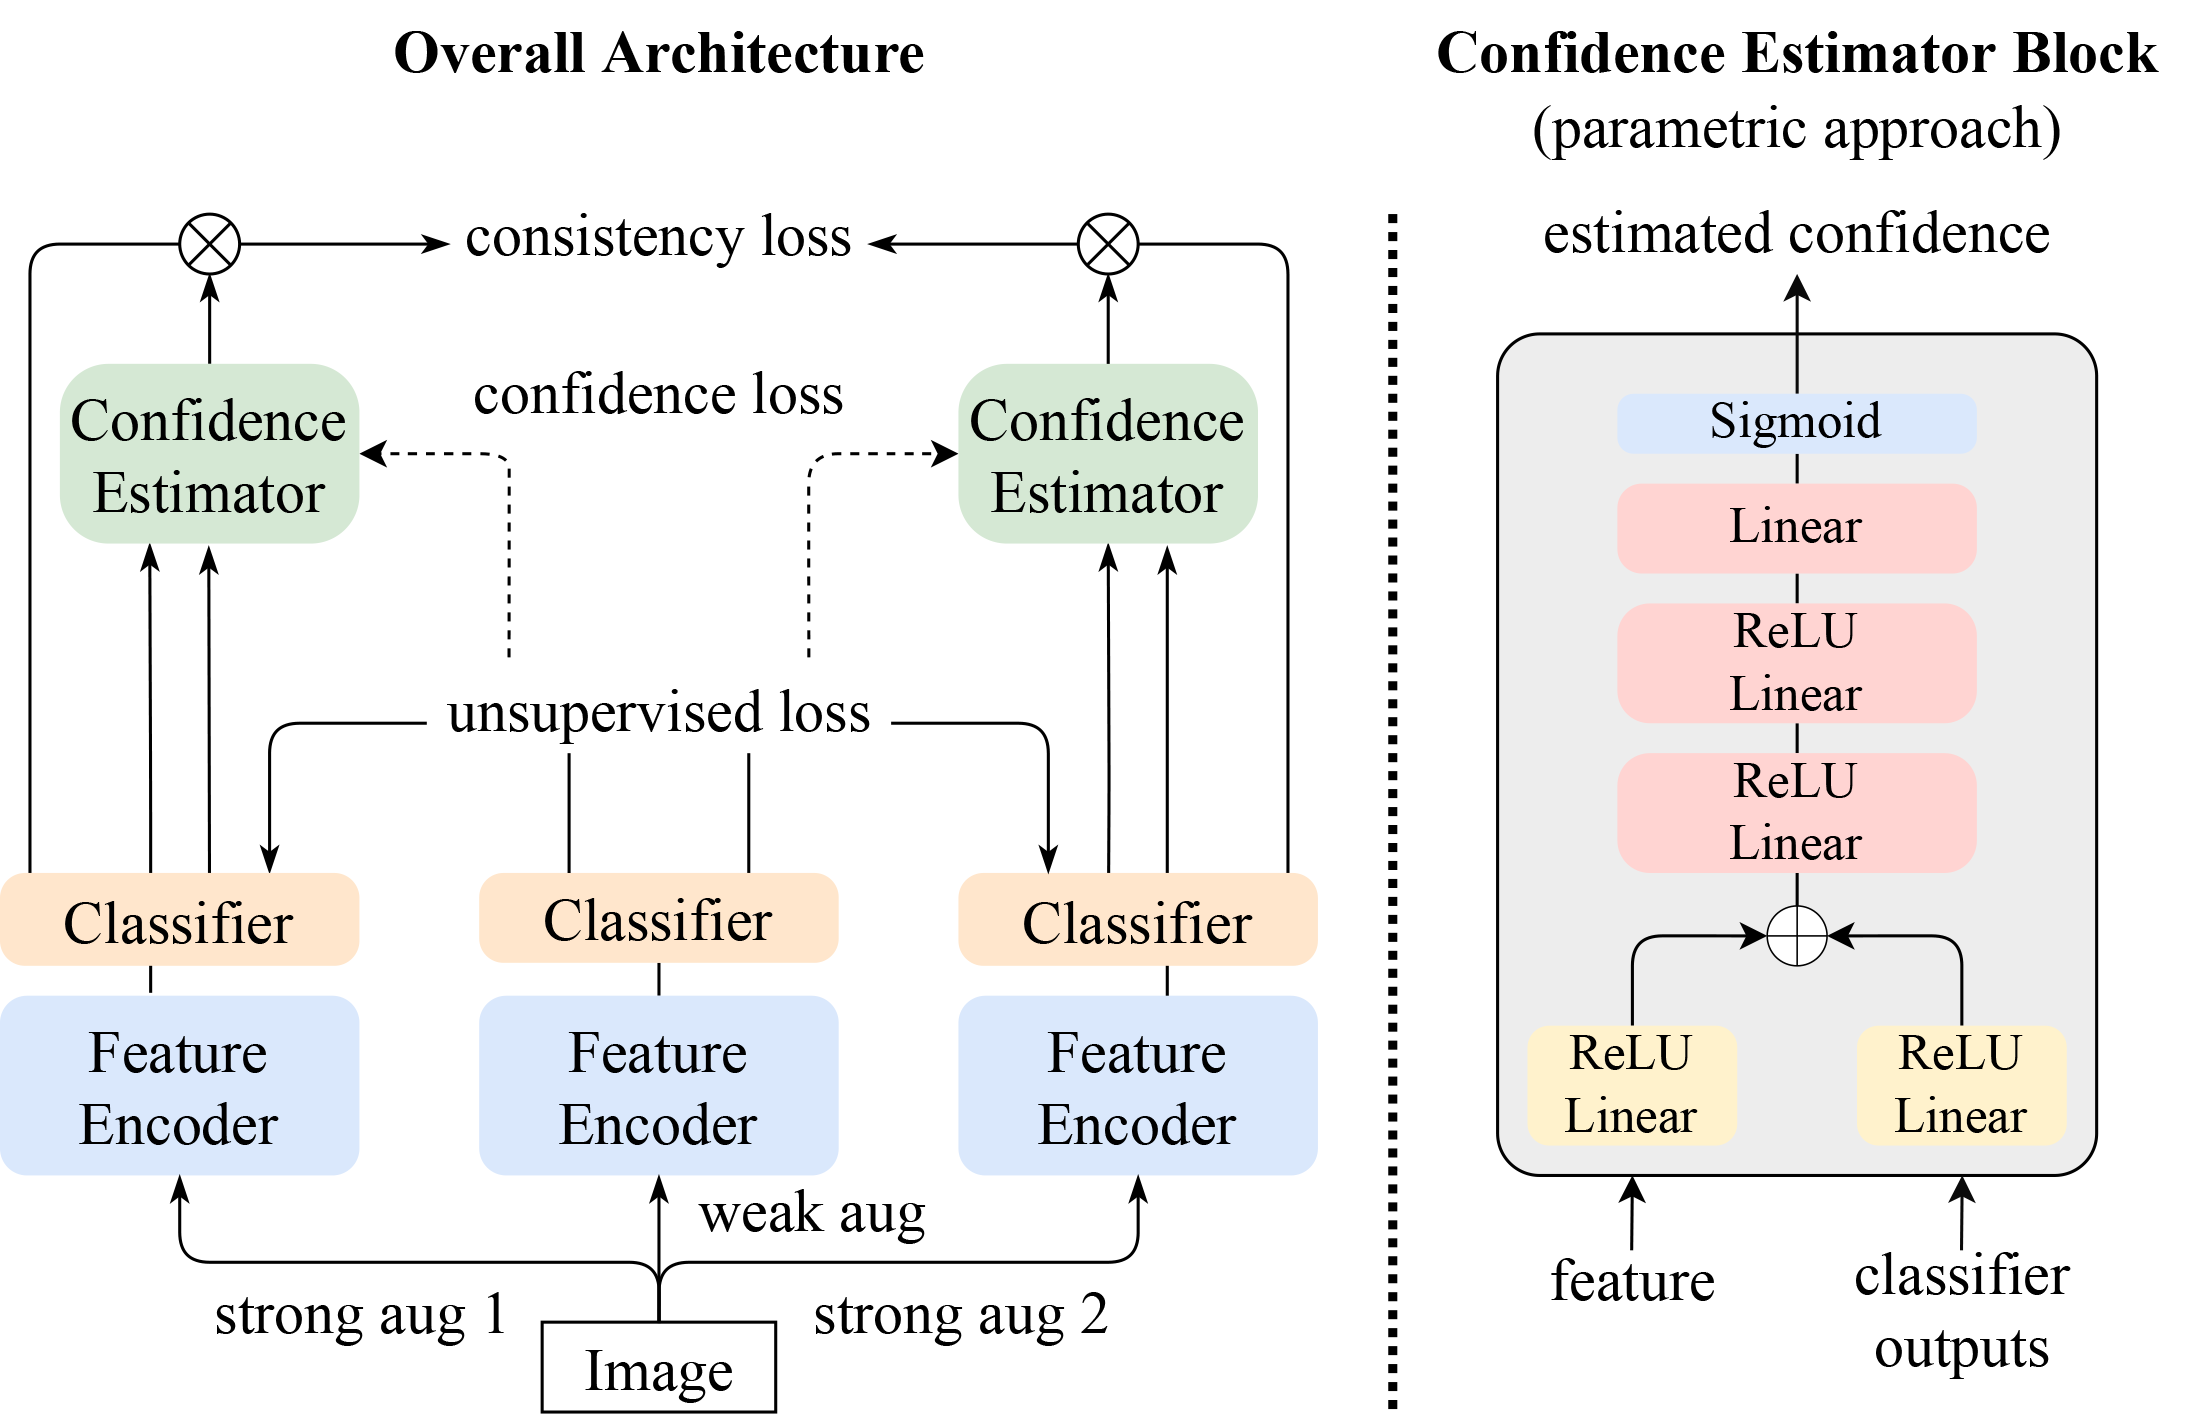 Overall Architecture
consistency loss
Confidence
Estimator
confidence loss
Confidence
Estimator
unsupervised loss
Classifier
Classifier
Classifier
Feature
Encoder
Feature
Encoder
Feature
Encoder
weak aug
strong aug 1
strong aug 2
Image
Confidence Estimator Block
(parametric approach)
estimated confidence
Sigmoid
Linear
ReLU
Linear
ReLU
Linear
ReLU
Linear
ReLU
Linear
feature
classifier
outputs